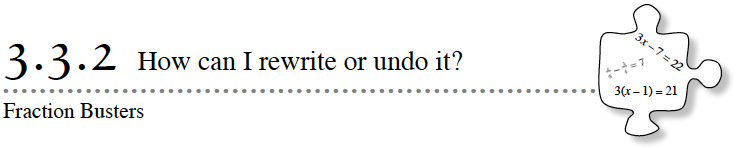 3.3.2 How can I rewrite or undo it?
3x – 7 = 22
3(x – 1) = 21
Fraction Busters